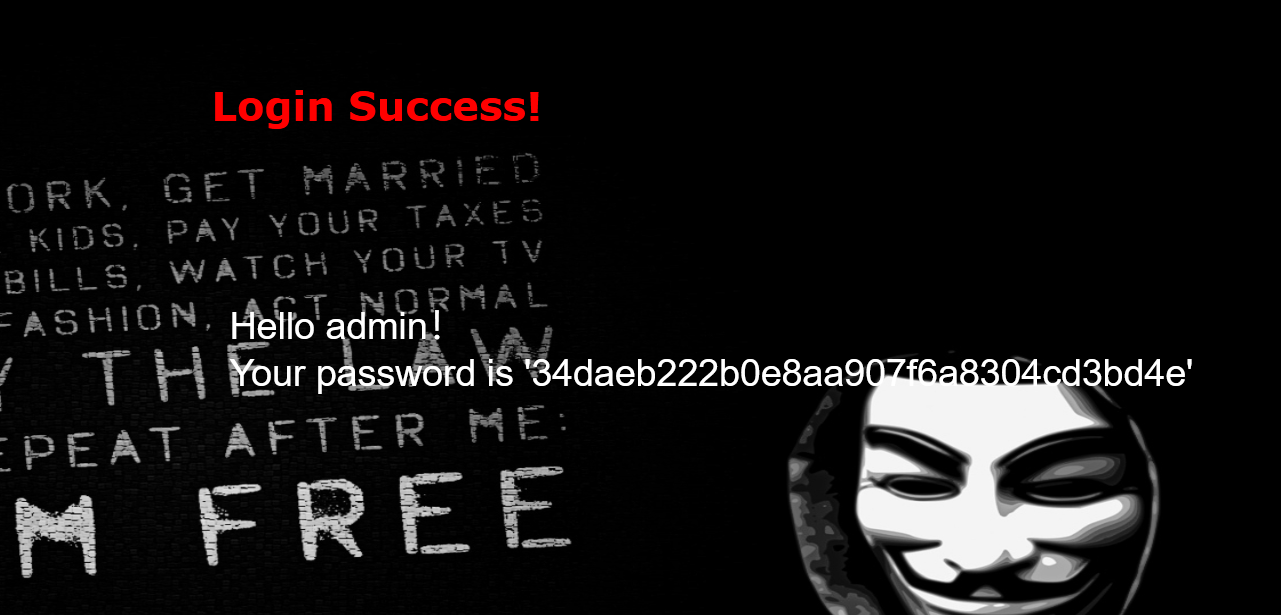 Login Success!
ORK, GET MARRIED
KIDS, PAY YOUR TAXES
BILLS, WATCH YOUR TV
FASHION, ACT NORMAL
Hello admin！
Y THE LAW
Your password is '34daeb222b0e8aa907f6a8304cd3bd4e'
EPEAT AFTER ME:
M FREE